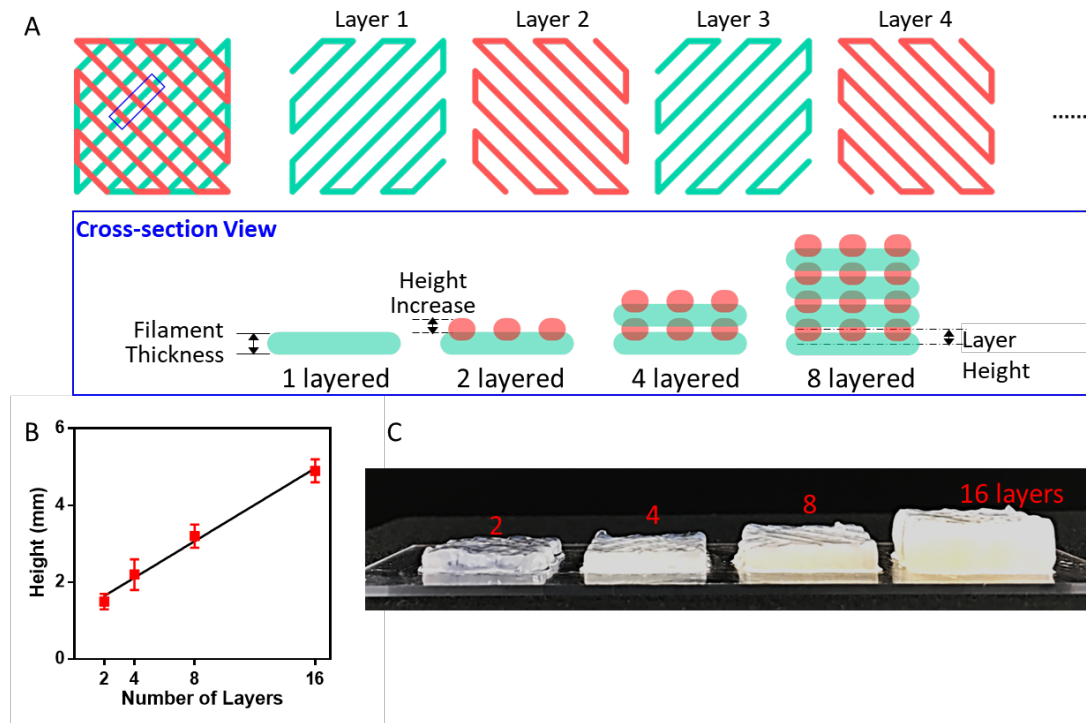 A
Layer 1
Layer 2
Layer 3
Layer 4
......
Cross-section View
Filament
Thickness
Height
Increase
Layer
Height
1 layered
2 layered
4 layered
8 layered
B
6
4
2
0
Height (mm)
2
4
8
16
Number of Layers
C
2
4
8
16 layers